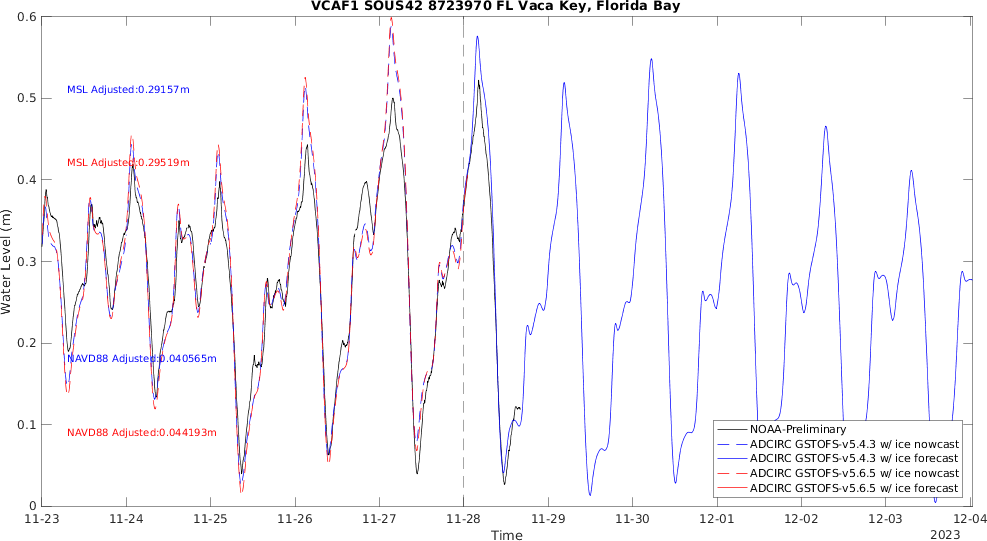 VCAF1 SOUS42 8723970 FL Vaca Key, Florida Bay
0.6
0.5
0.4
0.3
0.2
0.1
0
Water Level (m)
MSL Adjusted:0.29157m
MSL Adjusted:0.29519m
NAVD88 Adjusted:0.040565m
NAVD88 Adjusted:0.044193m
NOAA-Preliminary
ADCIRC GSTOFS-v5.4.3 w/ ice nowcast
ADCIRC GSTOFS-v5.4.3 w/ ice forecast
ADCIRC GSTOFS-v5.6.5 w/ ice nowcast
ADCIRC GSTOFS-v5.6.5 w/ ice forecast
11-23 11-24 11-25 11-26 11-27 11-28 11-29 11-30 12-01 12-02 12-03 12-04
Time
2023